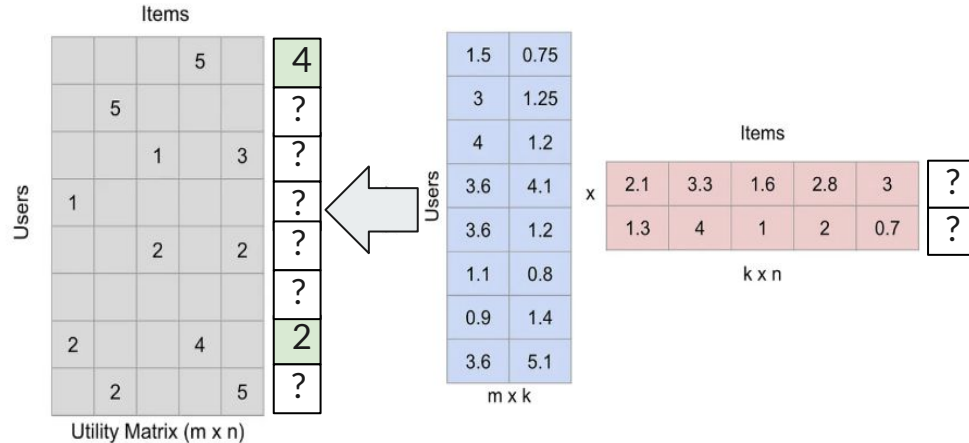 Items
Users
5
5
1 3
1
2 2
2 4
2 5
Utility Matrix (m x n)
4
?
?
?
?
?
2
?
Users
1.5 0.75
3 1.25
4 1.2
3.6 4.1
3.6 1.2
1.1 0.8
0.9 1.4
3.6 5.1
m x k
x
Items
2.1 3.3 1.6 2.8 3
1.3 4 1 2 0.7
k x n
?
?